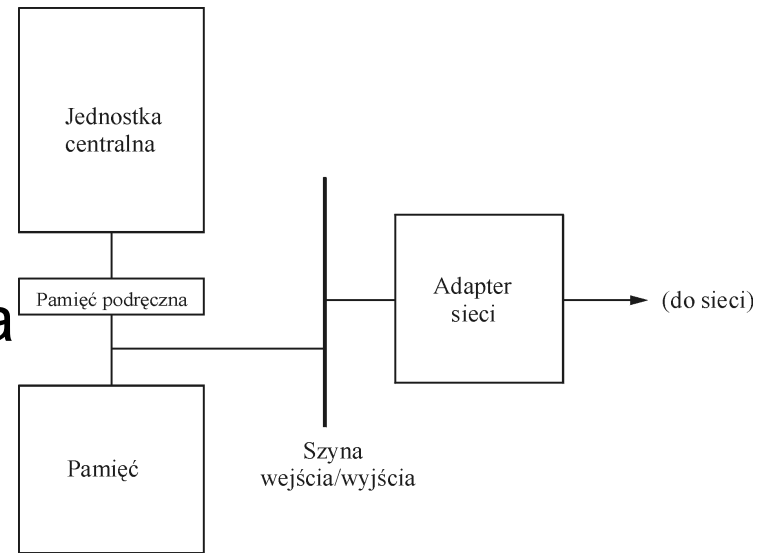 Jednostka
centralna
Pamięć podręczna
a
Adapter
sieci
(do sieci)
Szyna
wejścia/wyjścia
Pamięć